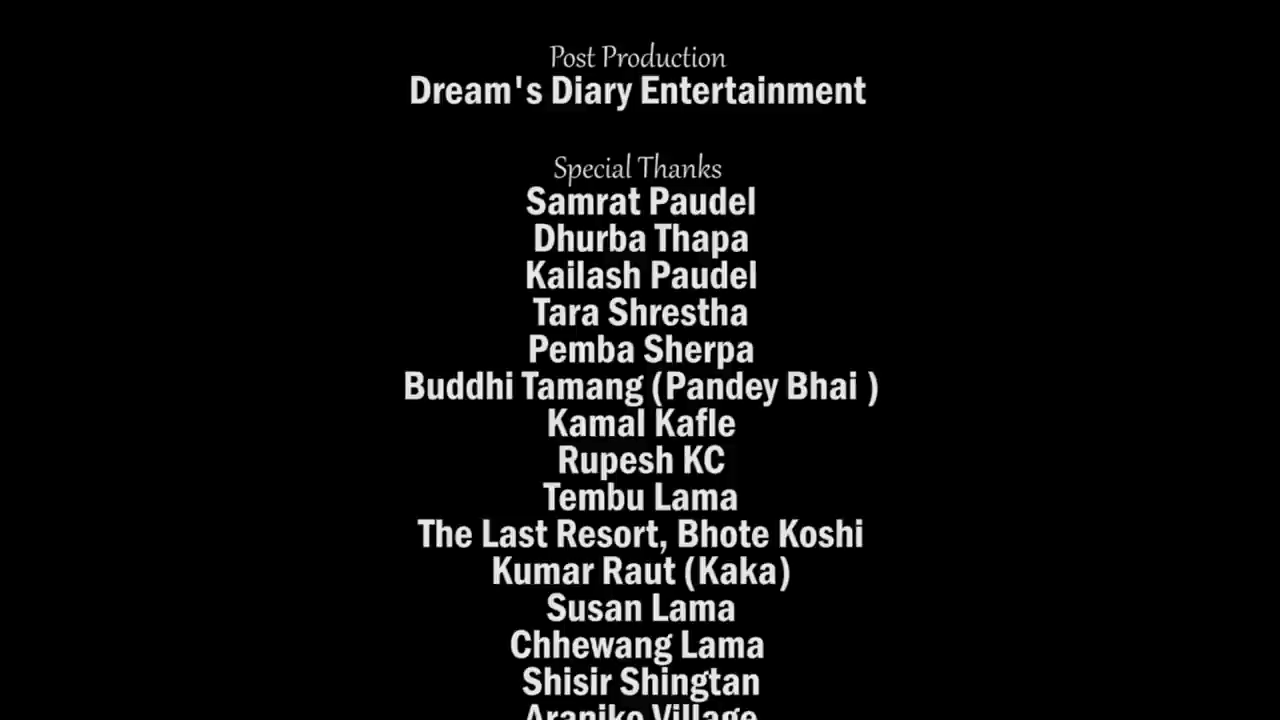 Post Production
Dream's Diary Entertainment
Special Thanks
Samrat Paudel
Dhurba Thapa
Kailash Paudel
Tara Shrestha
Pemba Sherpa
Buddhi Tamang (Pandey Bhai )
Kamal Kafle
Rupesh KC
Tembu Lama
The Last Resort, Bhote Koshi
Kumar Raut (Kaka)
Susan Lama
Chhewang Lama
Shisir Shingtan
Araniko Village